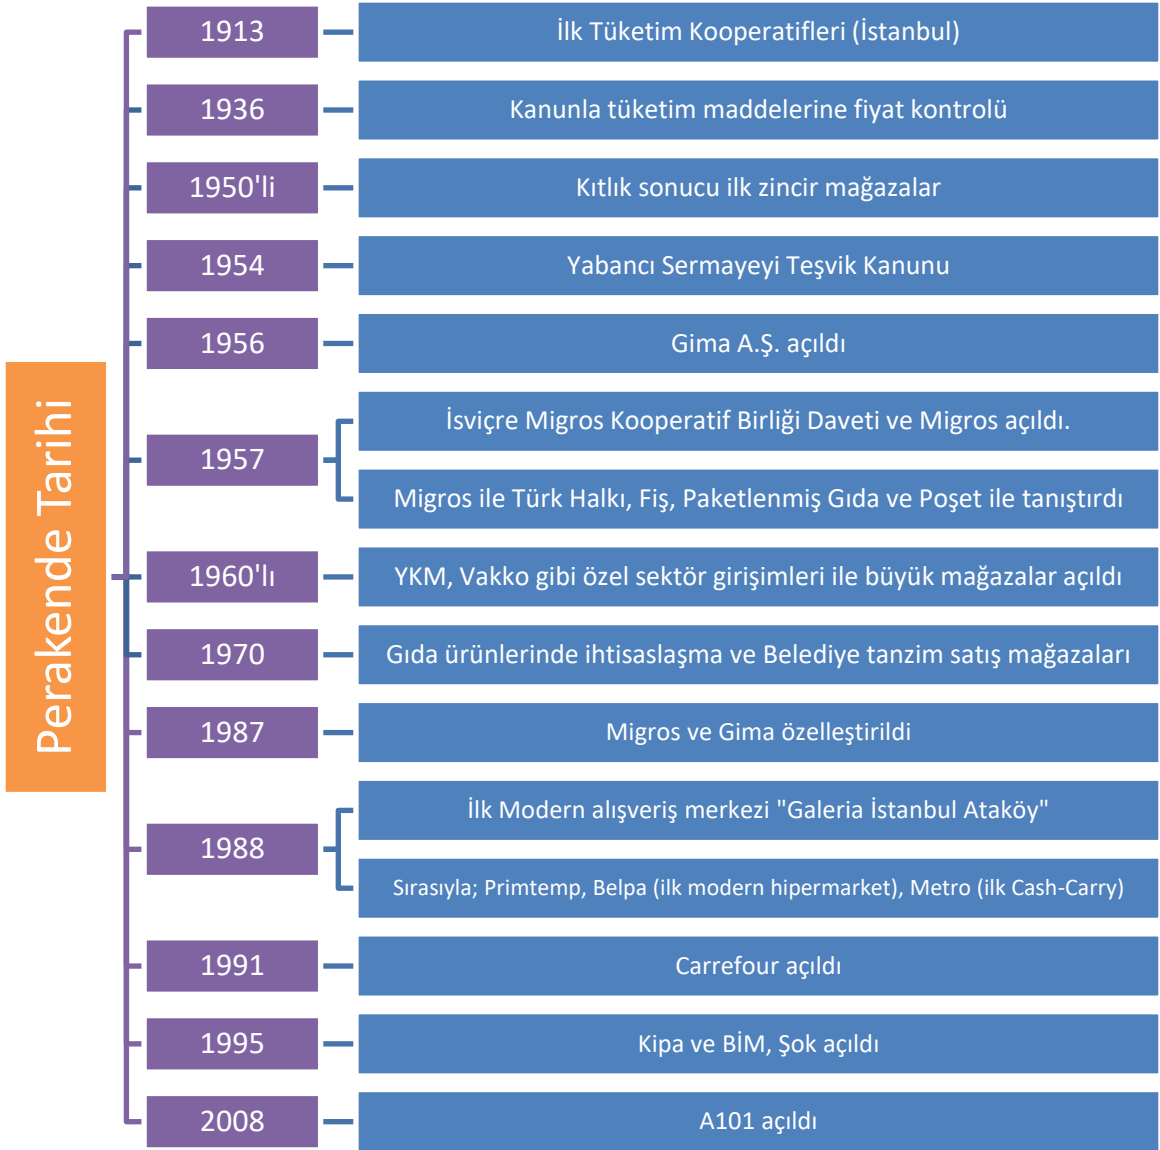 Perakende Tarihi
1913
İlk Tüketim Kooperatifleri (İstanbul)
1936
Kanunla tüketim maddelerine fiyat kontrolü
1950'li
Kıtlık sonucu ilk zincir mağazalar
1954
Yabancı Sermayeyi Teşvik Kanunu
1956
Gima A.Ş. açıldı
1957
İsviçre Migros Kooperatif Birliği Daveti ve Migros açıldı.
Migros ile Türk Halkı, Fiş, Paketlenmiş Gıda ve Poşet ile tanıştırdı
1960'lı
YKM, Vakko gibi özel sektör girişimleri ile büyük mağazalar açıldı
1970
Gıda ürünlerinde ihtisaslaşma ve Belediye tanzim satış mağazaları
1987
Migros ve Gima özelleştirildi
1988
İlk Modern alışveriş merkezi "Galeria İstanbul Ataköy"
Sırasıyla; Primtemp, Belpa (ilk modern hipermarket), Metro (ilk Cash-Carry)
1991
Carrefour açıldı
1995
Kipa ve BİM, Şok açıldı
2008
A101 açıldı